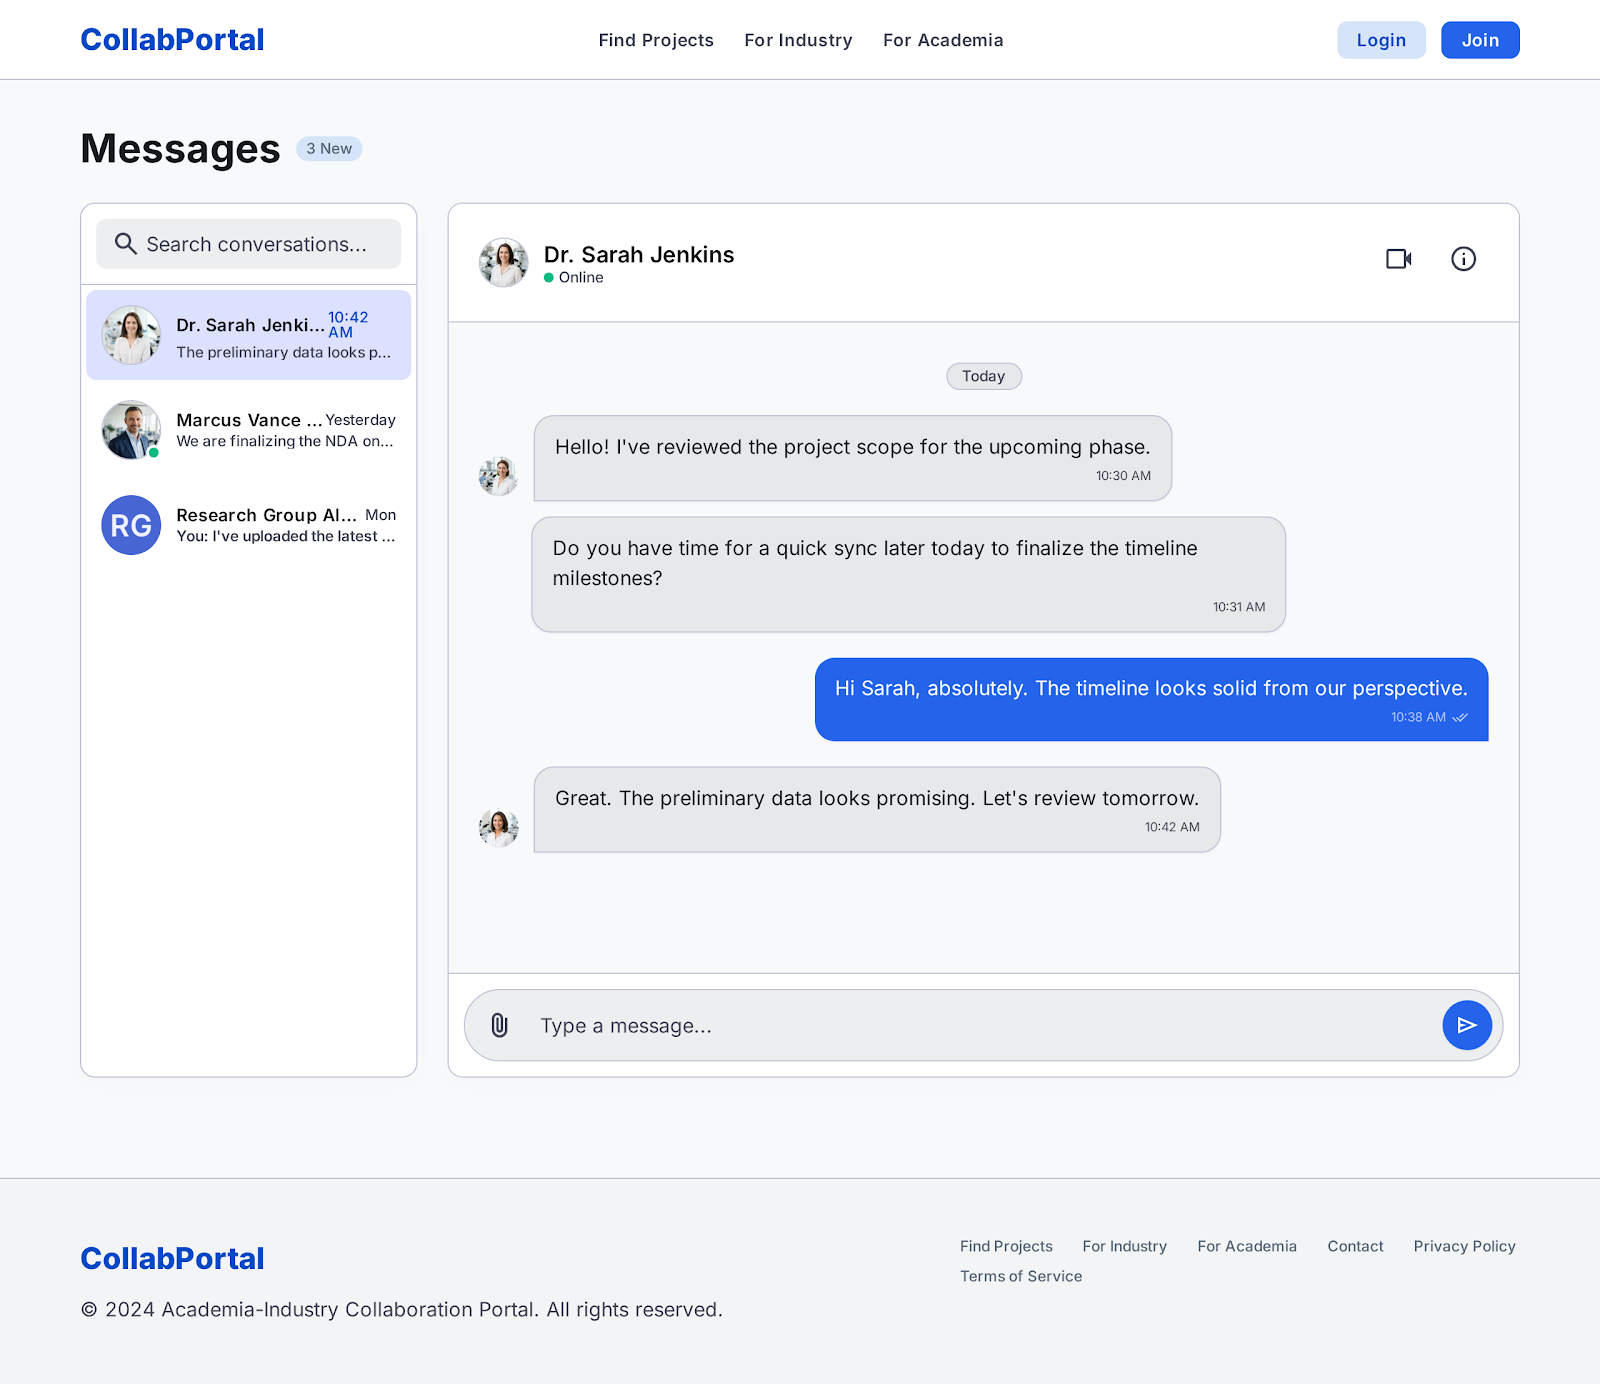 CollabPortal
Find Projects
For Industry
For Academia
Login
Join
Messages
3 New
Search conversations...
Dr. Sarah Jenki...
10:42
AM
The preliminary data looks p...
Marcus Vance ...
Yesterday
We are finalizing the NDA on...
RG
Research Group AI...
Mon
You: I've uploaded the latest ...
Dr. Sarah Jenkins
Online
Today
Hello! I've reviewed the project scope for the upcoming phase.
10:30 AM
Do you have time for a quick sync later today to finalize the timeline
milestones?
10:31 AM
Hi Sarah, absolutely. The timeline looks solid from our perspective.
10:38 AM
Great. The preliminary data looks promising. Let's review tomorrow.
10:42 AM
Type a message...
CollabPortal
© 2024 Academia-Industry Collaboration Portal. All rights reserved.
Find Projects
For Industry
For Academia
Contact
Privacy Policy
Terms of Service